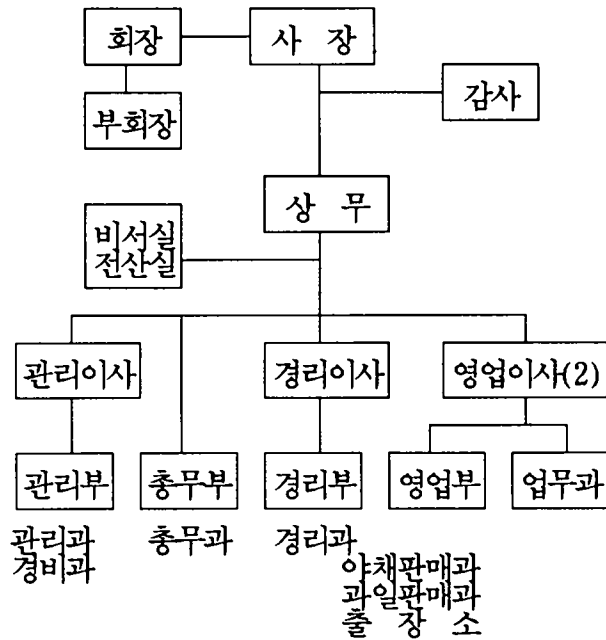 회장
사 장
감사
부회장
상 무
비서실
전산실
관리이사
경리이사
영업이사(2)
관리부
총무부
경리부
영업부
업무과
관리과
경비과
총무과
경리과
야채판매과
과일판매과
출 장 소